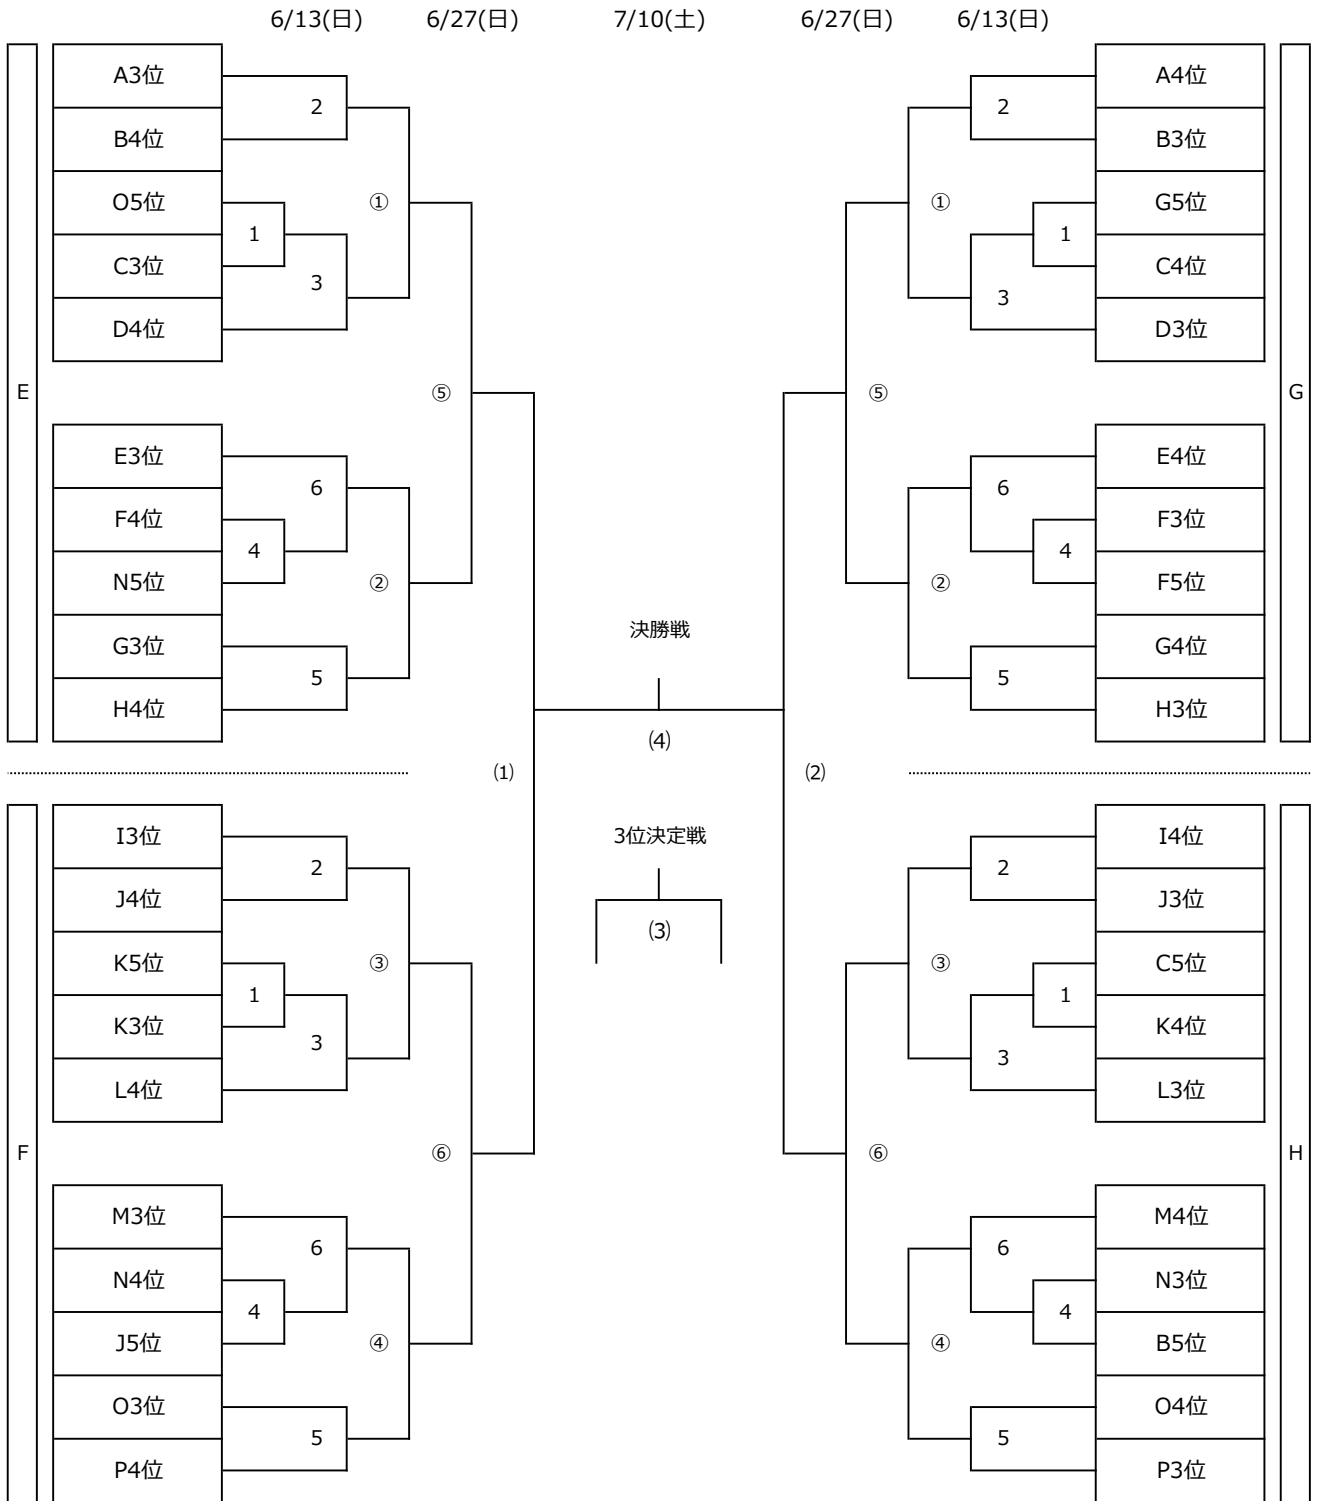 6/13(日) 6/27(日) 7/10(土) 6/27(日) 6/13(日)
A3位 A4位
2 2
B4位 B3位
O5位 ① ① G5位
1 1
C3位 C4位
3 3
D4位 D3位
E ⑤ ⑤ G
E3位 E4位
6 6
F4位 F3位
4 4
N5位 ② ② F5位
決勝戦
G3位 G4位
5 5
H4位 H3位
(4)
(1) (2)
I3位 3位決定戦 I4位
2 2
J4位 J3位
(3)
K5位 ③ ③ C5位
1 1
K3位 K4位
3 3
L4位 L3位
F ⑥ ⑥ H
M3位 M4位
6 6
N4位 N3位
4 4
J5位 ④ ④ B5位
O3位 O4位
5 5
P4位 P3位